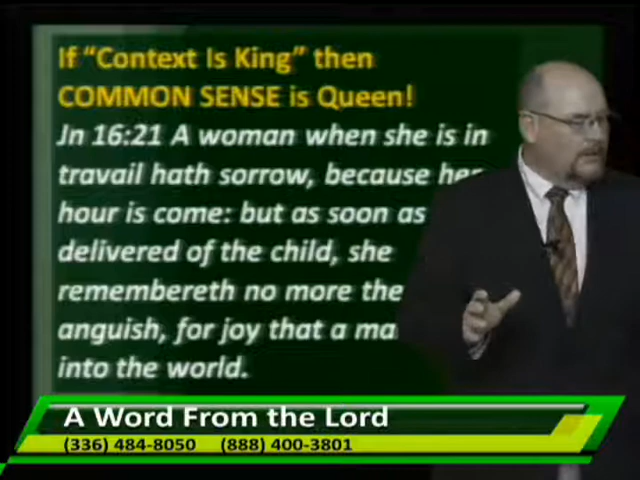 If “Context Is King” then
COMMON SENSE is Queen!
Jn 16:21 A woman when she is in
travail hath sorrow, because her
hour is come: but as soon as
delivered of the child, she
remembereth no more the
anguish, for joy that a
into the world.
A Word From the Lord
(336) 484-8050 (888) 400-3801